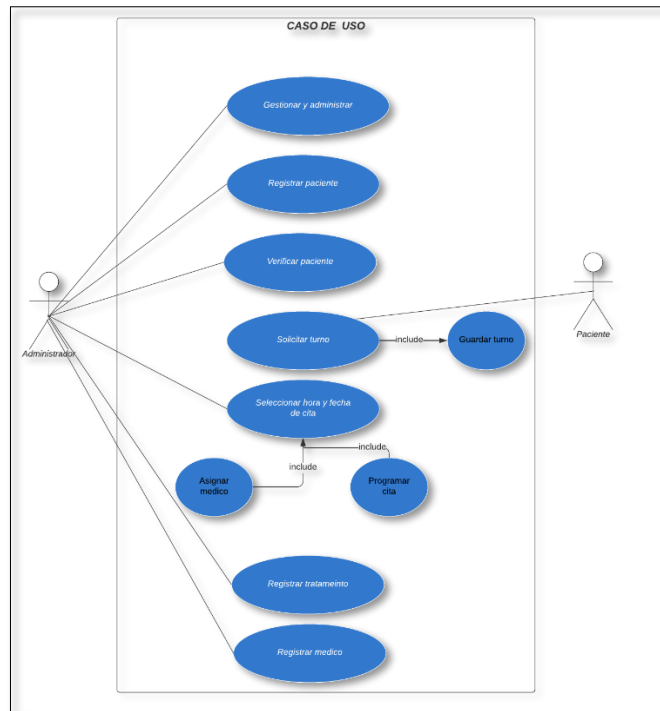 CASO DE USO
Gestionar y administrar
Registrar paciente
Verificar paciente
Administrador
Paciente
Solicitar turno
include
Guardar turno
Seleccionar hora y fecha
de cita
include
include
Asignar
medico
Programar
cita
Registrar tratameinto
Registrar medico